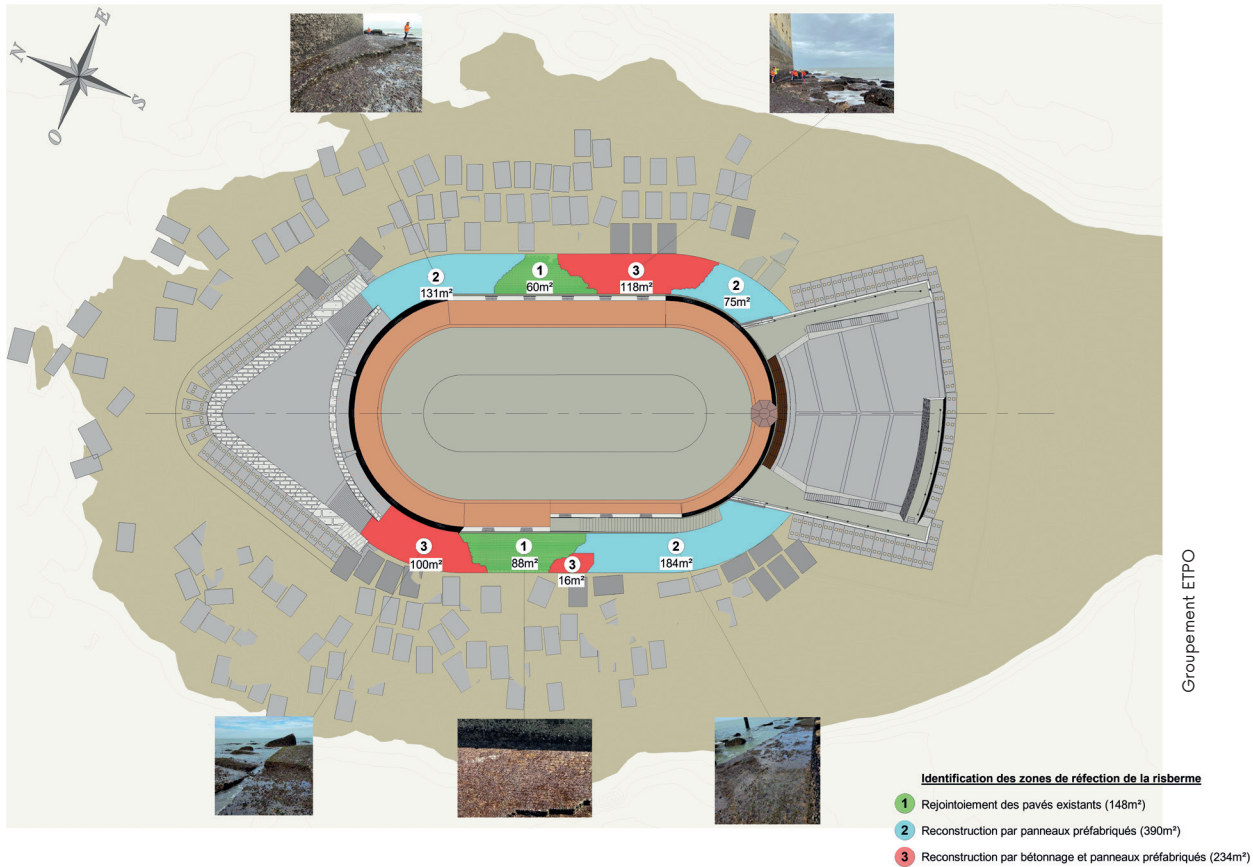 N
E
S
O
2
131m²
1
60m²
3
118m²
2
75m²
3
100m²
1
88m²
3
16m²
2
184m²
Groupement ETPO
Identification des zones de réfection de la risberme
1 Rejointoiement des pavés existants (148m²)
2 Reconstruction par panneaux préfabriqués (390m²)
3 Reconstruction par bétonnage et panneaux préfabriqués (234m²)